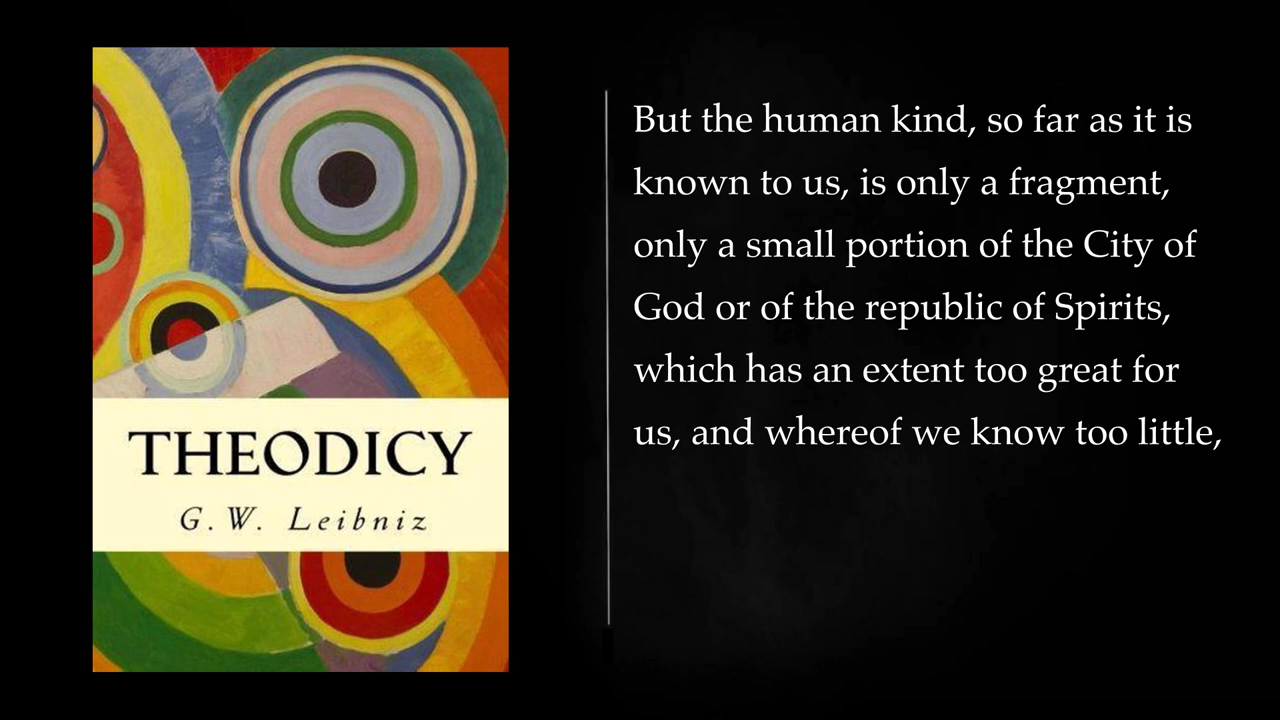 THEODICY
G. W. Leibniz
But the human kind, so far as it is
known to us, is only a fragment,
only a small portion of the City of
God or of the republic of Spirits,
which has an extent too great for
us, and whereof we know too little,